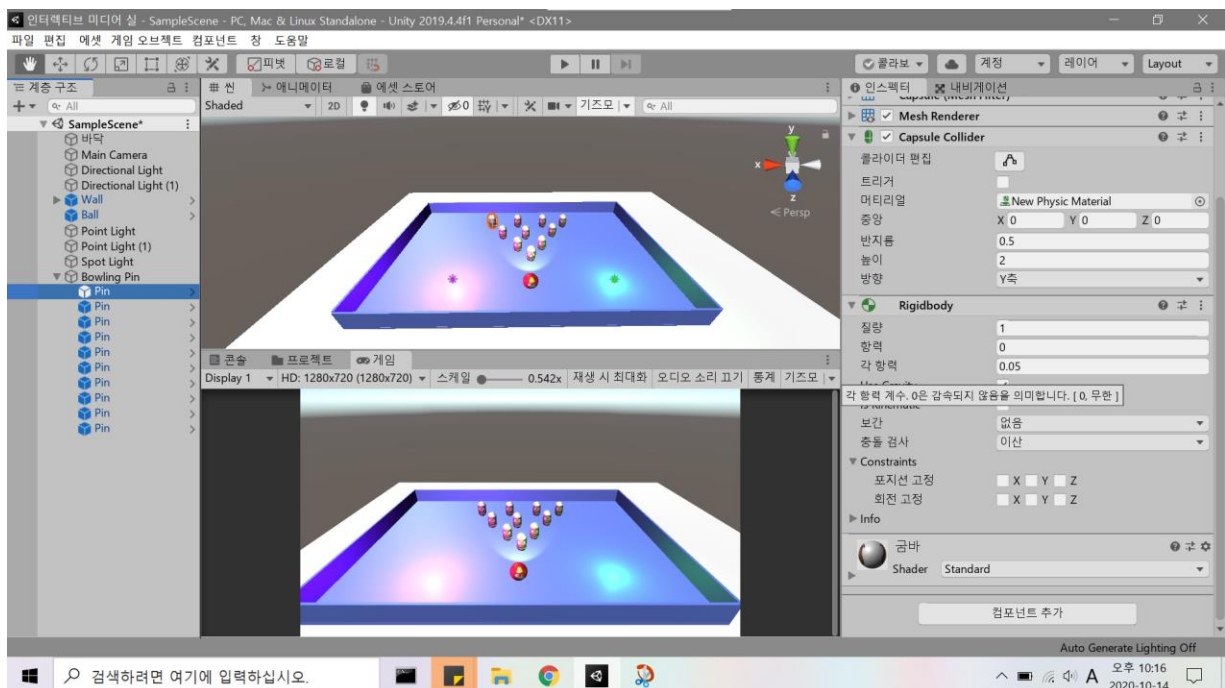 인터렉티브 미디어 실 - SampleScene - PC, Mac & Linux Standalone - Unity 2019.4.4f1 Personal* <DX11>
파일 편집 에셋 게임 오브젝트 컴포넌트 창 도움말
피벗 로컬 콜라보 계정 레이어 Layout
계층 구조
All
SampleScene*
바닥
Main Camera
Directional Light
Directional Light (1)
Wall
Ball
Point Light
Point Light (1)
Spot Light
Bowling Pin
Pin
Pin
Pin
Pin
Pin
Pin
Pin
Pin
Pin
Pin
씬 애니메이터 에셋 스토어
Shaded 2D 0 기즈모 All
y
x
z
Persp
콘솔 프로젝트 게임
Display 1 HD: 1280x720 (1280x720) 스케일 0.542x 재생 시 최대화 오디오 소리 끄기 통계 기즈모
인스펙터 내비게이션
Capsule (Mesh Filter)
Mesh Renderer
Capsule Collider
콜라이더 편집
트리거
머티리얼 New Physic Material
중앙 X 0 Y 0 Z 0
반지름 0.5
높이 2
방향 Y축
Rigidbody
질량 1
항력 0
각 항력 0.05
각 항력 계수. 0은 감속되지 않음을 의미합니다. [ 0, 무한 ]
보간 없음
충돌 검사 이산
Constraints
포지션 고정 X Y Z
회전 고정 X Y Z
Info
굼바
Shader Standard
컴포넌트 추가
Auto Generate Lighting Off
검색하려면 여기에 입력하십시오.
A 오후 10:16
2020-10-14